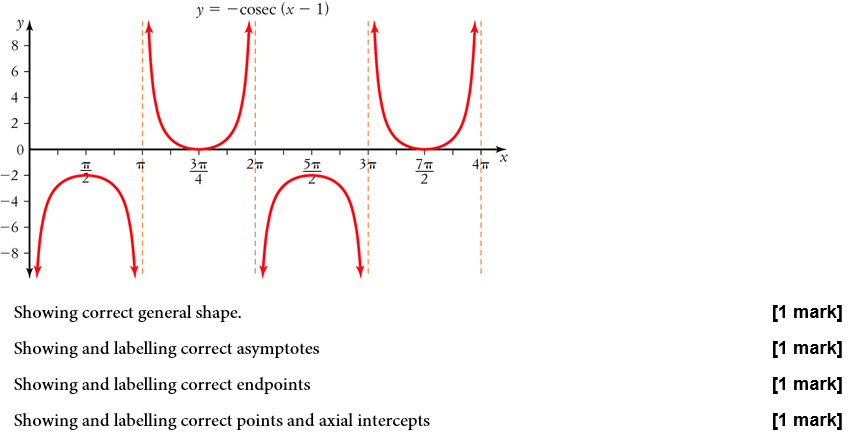 y = −cosec (x − 1)
y
8
6
4
2
0
−2
−4
−6
−8
π/2
π
3π/4
2π
5π/2
3π
7π/2
4π
x
Showing correct general shape. [1 mark]
Showing and labelling correct asymptotes [1 mark]
Showing and labelling correct endpoints [1 mark]
Showing and labelling correct points and axial intercepts [1 mark]